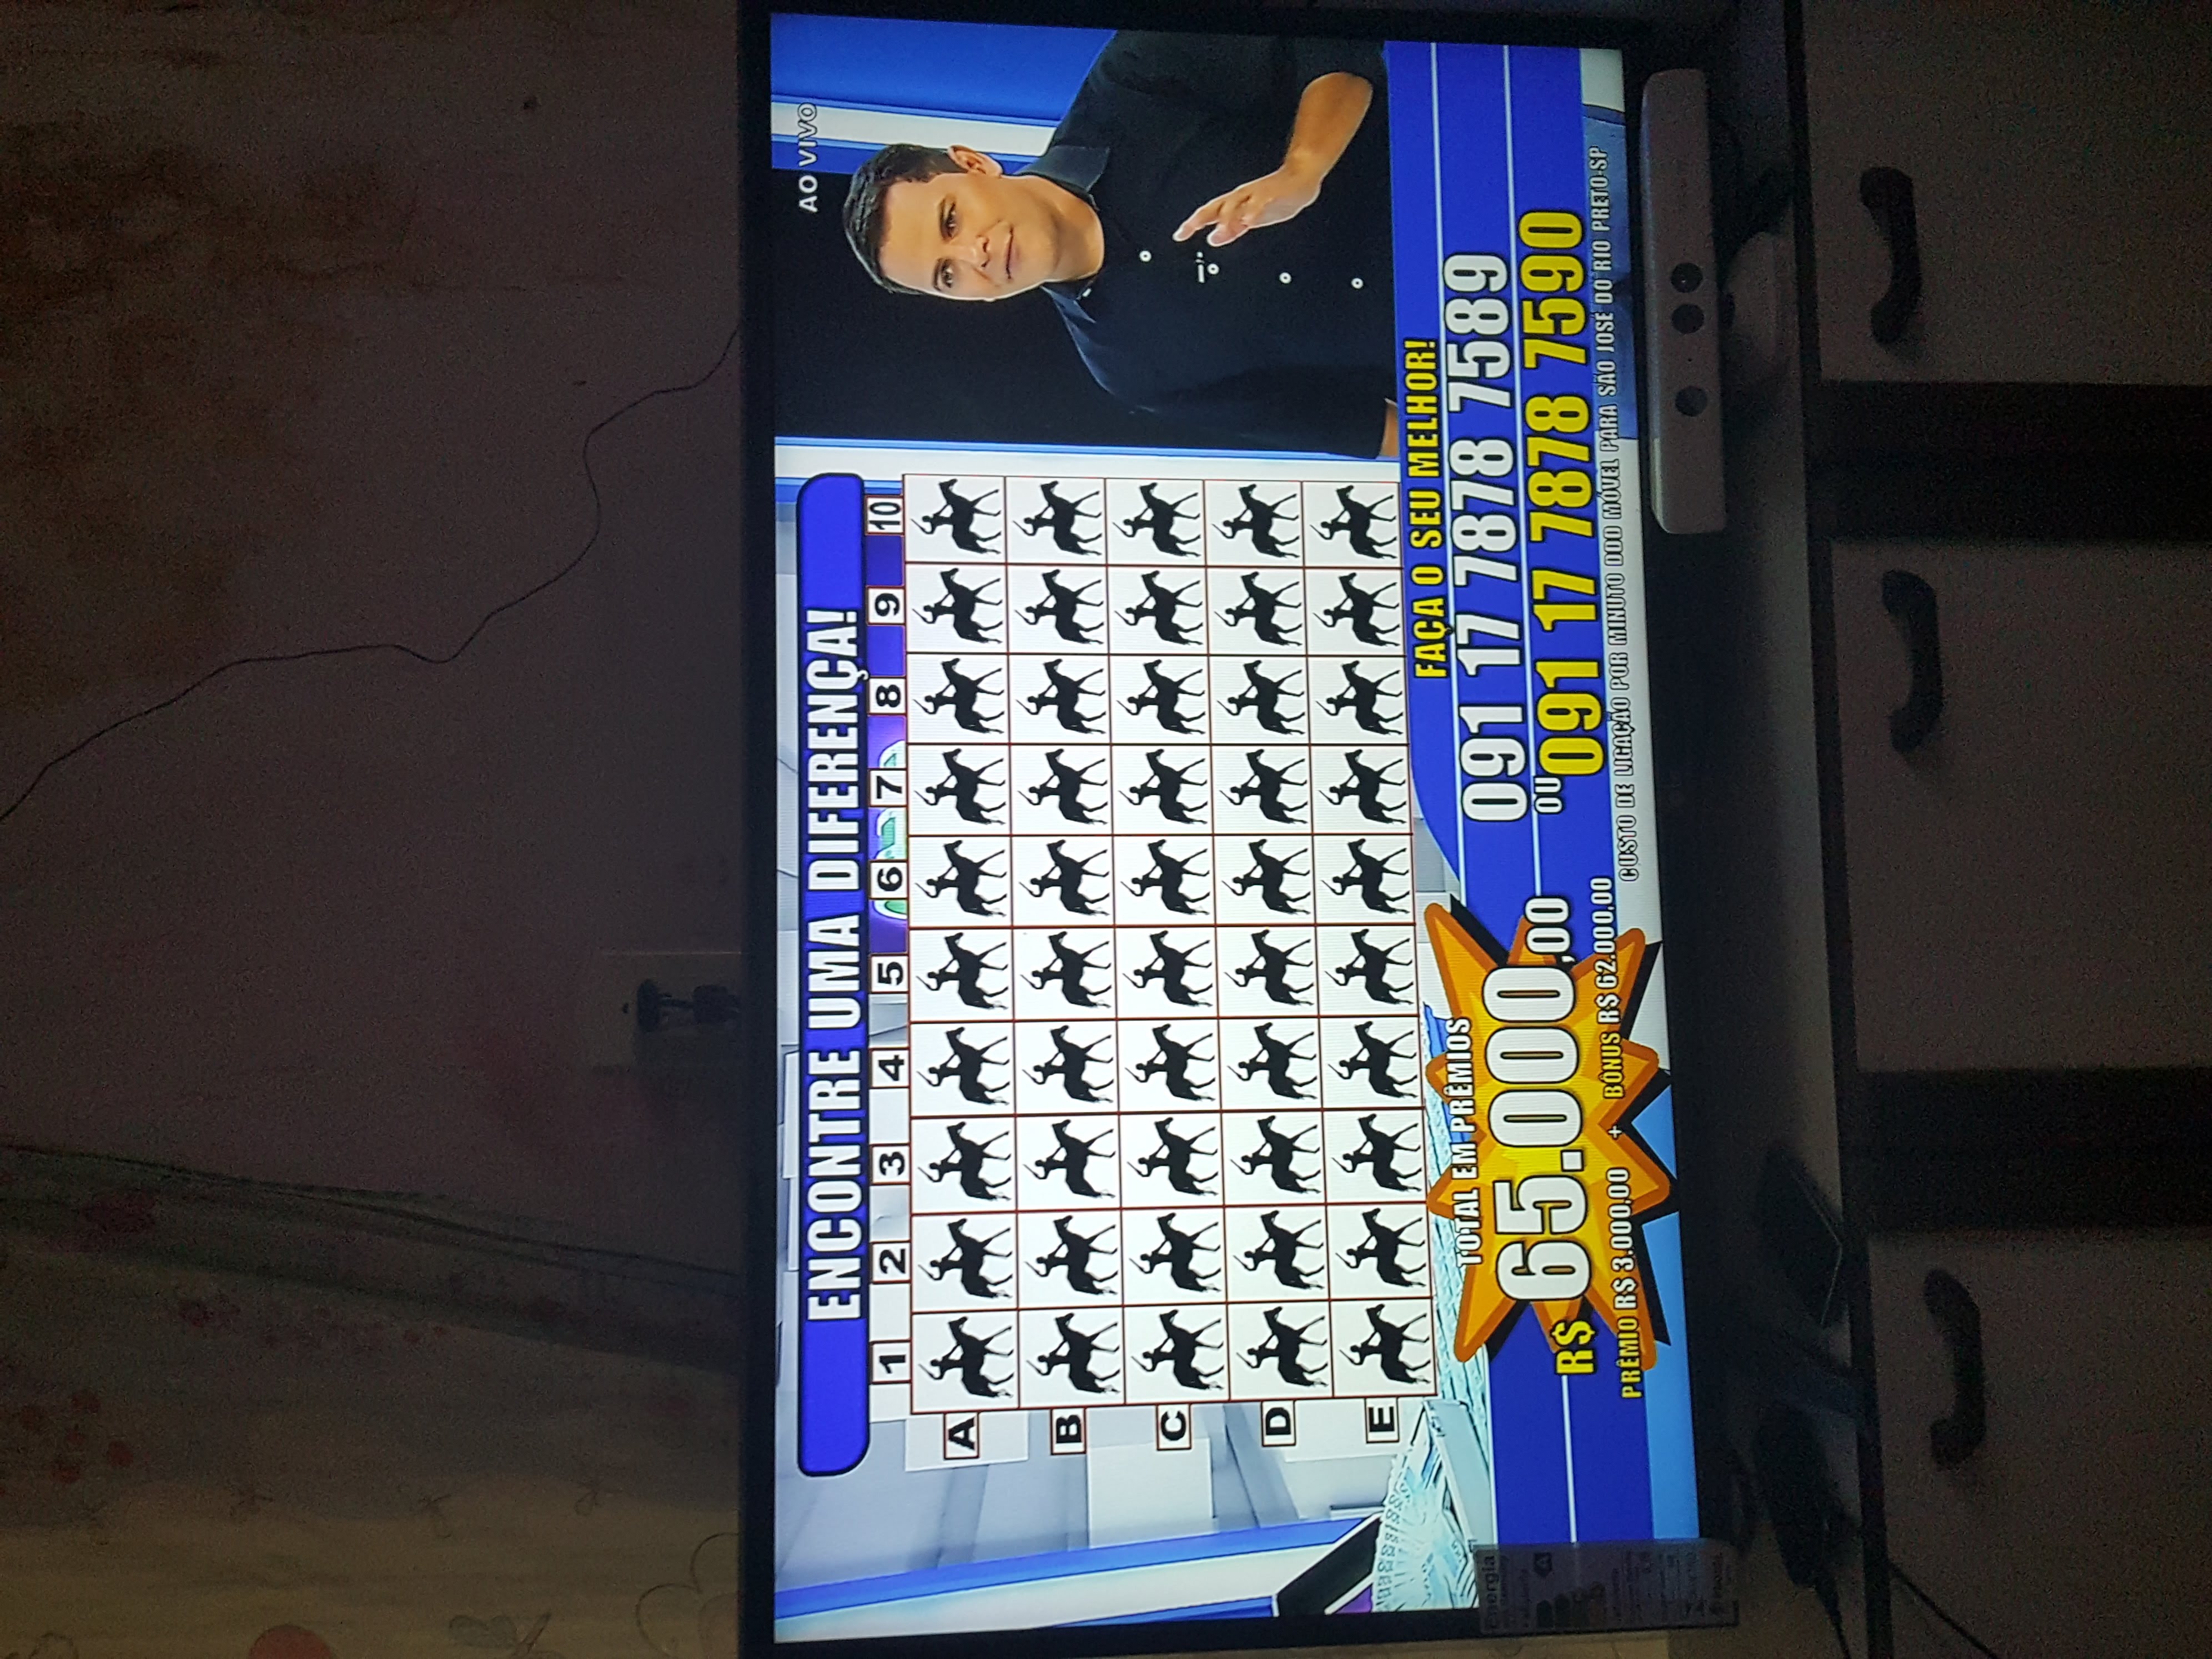 AO VIVO
ENCONTRE UMA DIFERENÇA!
1 2 3 4 5 6 7 8 9 10
A
B
C
D
E
FAÇA O SEU MELHOR!
TOTAL EM PRÊMIOS
R$ 65.000,00
091 17 7878 7589
OU 091 17 7878 7590
PRÊMIO R$ 3.000,00 + BÔNUS R$ 62.000,00
CUSTO DE LIGAÇÃO POR MINUTO DDD MÓVEL PARA SÃO JOSÉ DO RIO PRETO-SP
Energia
A